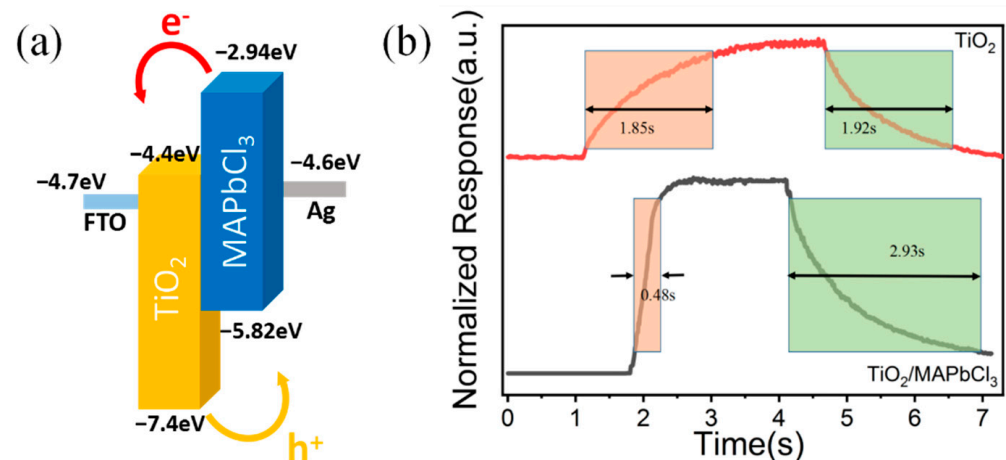 (a)
e⁻
−2.94eV
−4.4eV
−4.7eV
FTO
TiO₂
MAPbCl₃
−4.6eV
Ag
−5.82eV
−7.4eV
h⁺
(b)
Normalized Response(a.u.)
TiO₂
1.85s
1.92s
2.93s
0.48s
TiO₂/MAPbCl₃
0 1 2 3 4 5 6 7
Time(s)